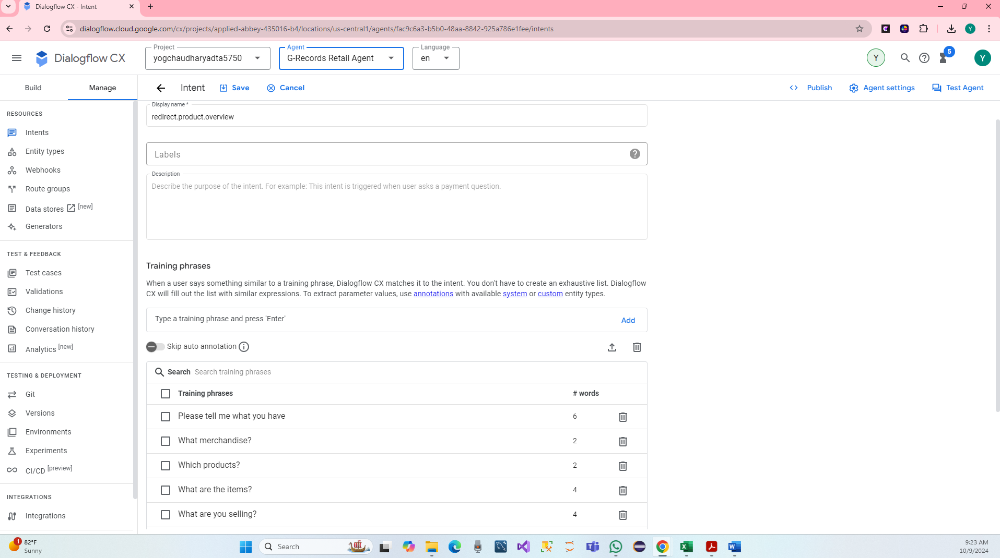 Dialogflow CX - Intent
dialogflow.cloud.google.com/cx/projects/applied-abbey-435016-b4/locations/us-central1/agents/fac9c6a3-b5b0-48aa-8842-925a786e1fee/intents
Y
Dialogflow CX
Project
yogchaudharyadta5750
Agent
G-Records Retail Agent
Language
en
Y
5
Y
Build
Manage
Intent
Save
Cancel
Publish
Agent settings
Test Agent
RESOURCES
Intents
Entity types
Webhooks
Route groups
Data stores [new]
Generators
TEST & FEEDBACK
Test cases
Validations
Change history
Conversation history
Analytics [new]
TESTING & DEPLOYMENT
Git
Versions
Environments
Experiments
CI/CD [preview]
INTEGRATIONS
Integrations
Display name *
redirect.product.overview
Labels
Description
Describe the purpose of the intent. For example: This intent is triggered when user asks a payment question.
Training phrases
When a user says something similar to a training phrase, Dialogflow CX matches it to the intent. You don't have to create an exhaustive list. Dialogflow
CX will fill out the list with similar expressions. To extract parameter values, use annotations with available system or custom entity types.
Type a training phrase and press 'Enter'
Add
Skip auto annotation
Search Search training phrases
Training phrases # words
Please tell me what you have 6
What merchandise? 2
Which products? 2
What are the items? 4
What are you selling? 4
1
82°F
Sunny
Search
9:23 AM
10/9/2024